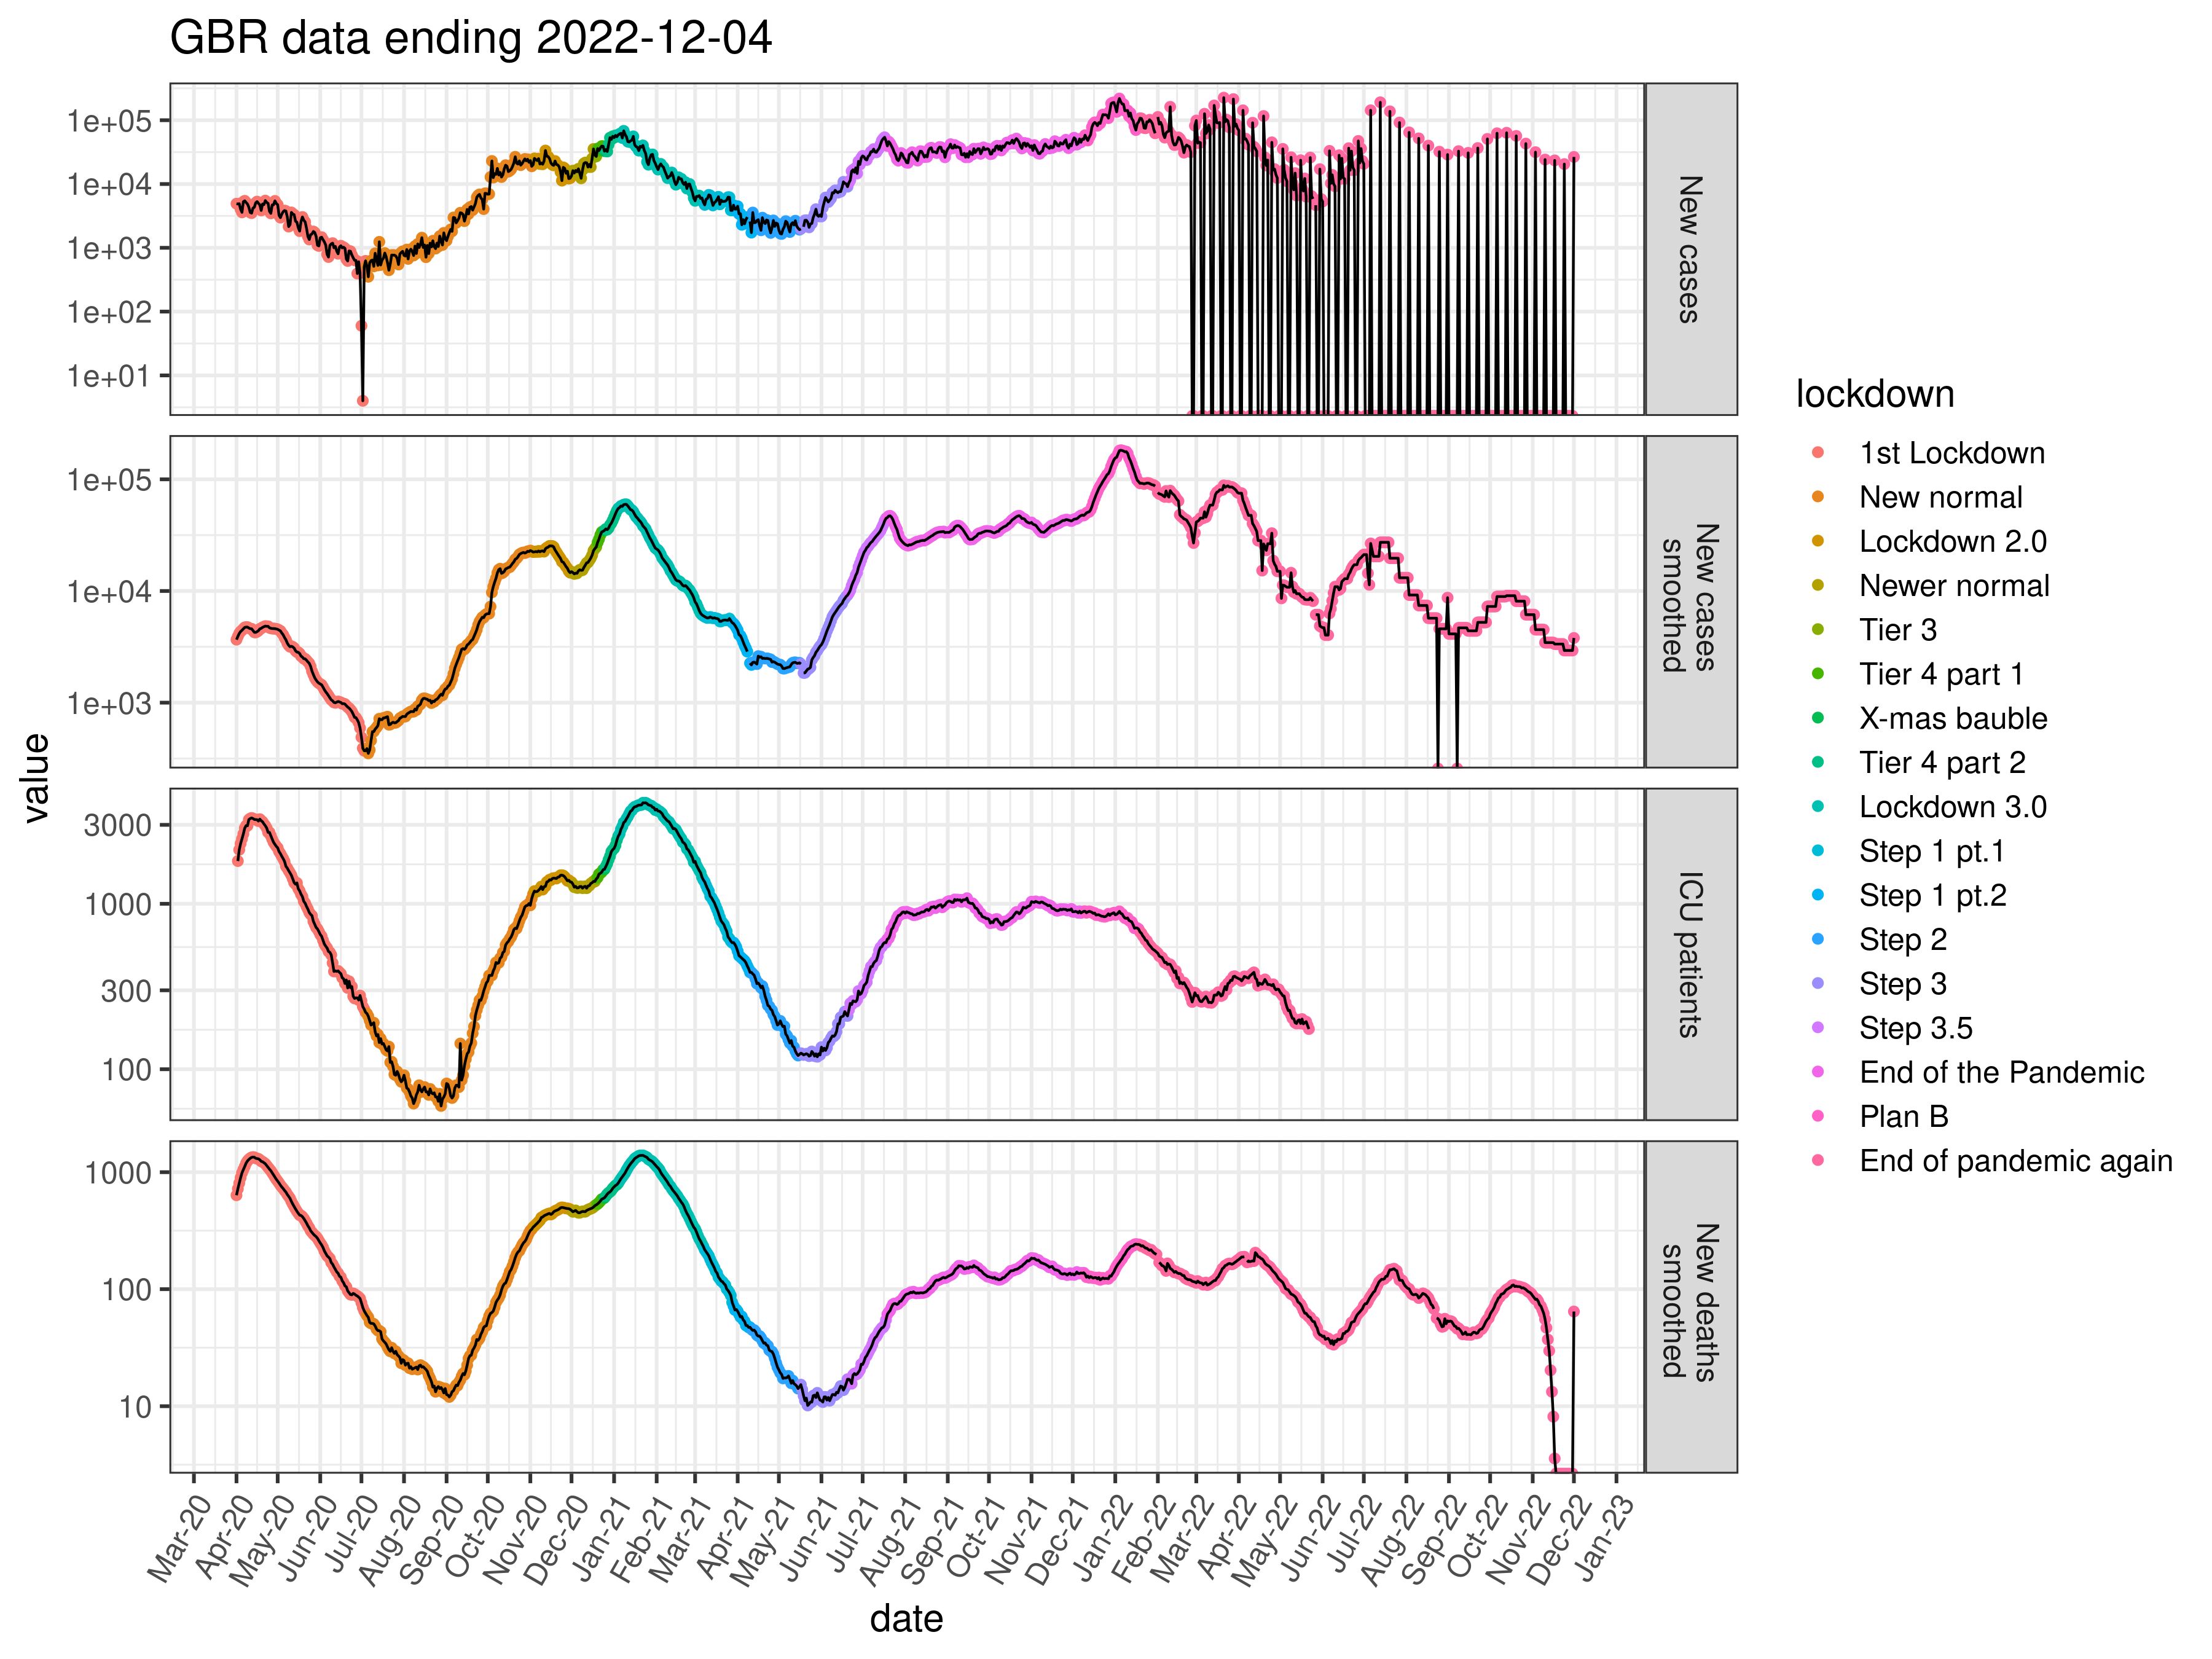 GBR data ending 2022-12-04
value
1e+05
1e+04
1e+03
1e+02
1e+01
New cases
1e+05
1e+04
1e+03
New cases
smoothed
3000
1000
300
100
ICU patients
1000
100
10
New deaths
smoothed
Mar-20
Apr-20
May-20
Jun-20
Jul-20
Aug-20
Sep-20
Oct-20
Nov-20
Dec-20
Jan-21
Feb-21
Mar-21
Apr-21
May-21
Jun-21
Jul-21
Aug-21
Sep-21
Oct-21
Nov-21
Dec-21
Jan-22
Feb-22
Mar-22
Apr-22
May-22
Jun-22
Jul-22
Aug-22
Sep-22
Oct-22
Nov-22
Dec-22
Jan-23
date
lockdown
1st Lockdown
New normal
Lockdown 2.0
Newer normal
Tier 3
Tier 4 part 1
X-mas bauble
Tier 4 part 2
Lockdown 3.0
Step 1 pt.1
Step 1 pt.2
Step 2
Step 3
Step 3.5
End of the Pandemic
Plan B
End of pandemic again